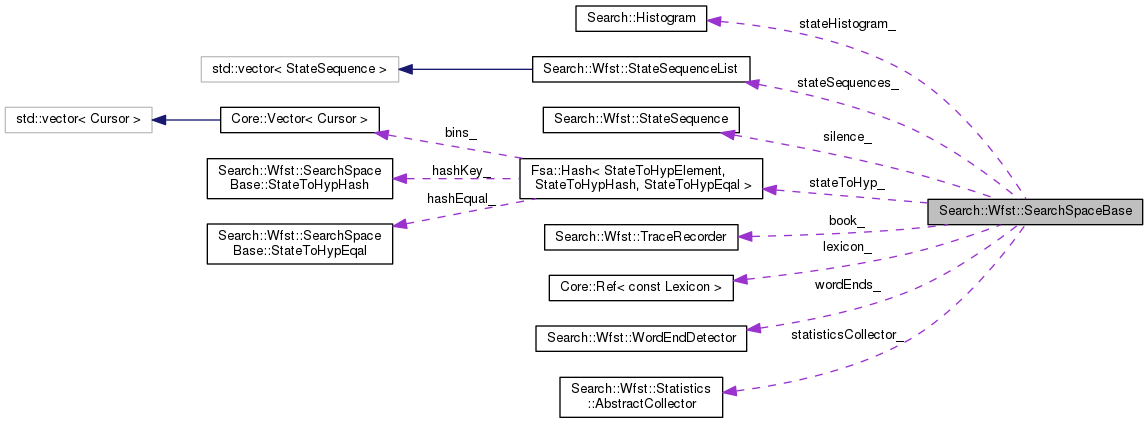 Search::Histogram
stateHistogram_
std::vector< StateSequence >
Search::Wfst::StateSequenceList
stateSequences_
std::vector< Cursor >
Core::Vector< Cursor >
Search::Wfst::StateSequence
silence_
bins_
Search::Wfst::SearchSpace
Base::StateToHypHash
hashKey_
Fsa::Hash< StateToHypElement,
StateToHypHash, StateToHypEqal >
stateToHyp_
hashEqual_
Search::Wfst::SearchSpaceBase
Search::Wfst::SearchSpace
Base::StateToHypEqal
Search::Wfst::TraceRecorder
book_
lexicon_
Core::Ref< const Lexicon >
wordEnds_
Search::Wfst::WordEndDetector
statisticsCollector_
Search::Wfst::Statistics
::AbstractCollector